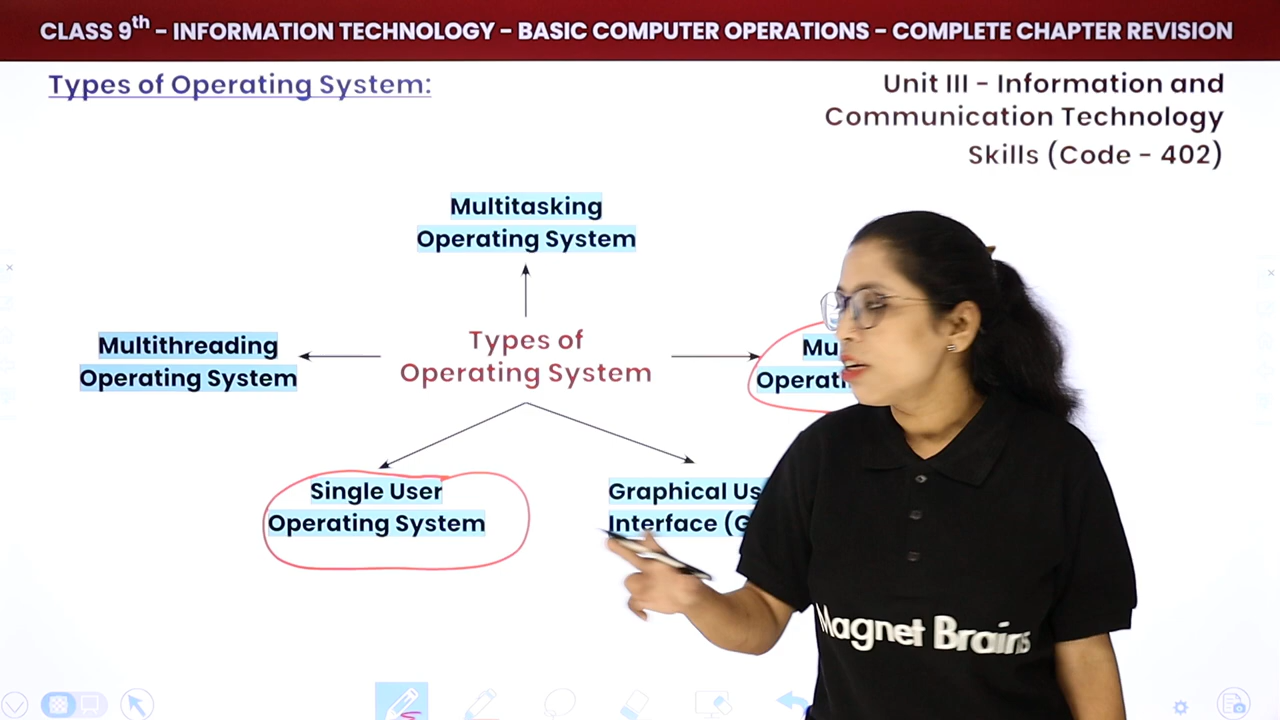 CLASS 9th - INFORMATION TECHNOLOGY - BASIC COMPUTER OPERATIONS - COMPLETE CHAPTER REVISION
Types of Operating System:
Unit III - Information and
Communication Technology
Skills (Code - 402)
Multitasking
Operating System
Multithreading
Operating System
Types of
Operating System
Single User
Operating System
Graphical
Interface
Magnet Brains